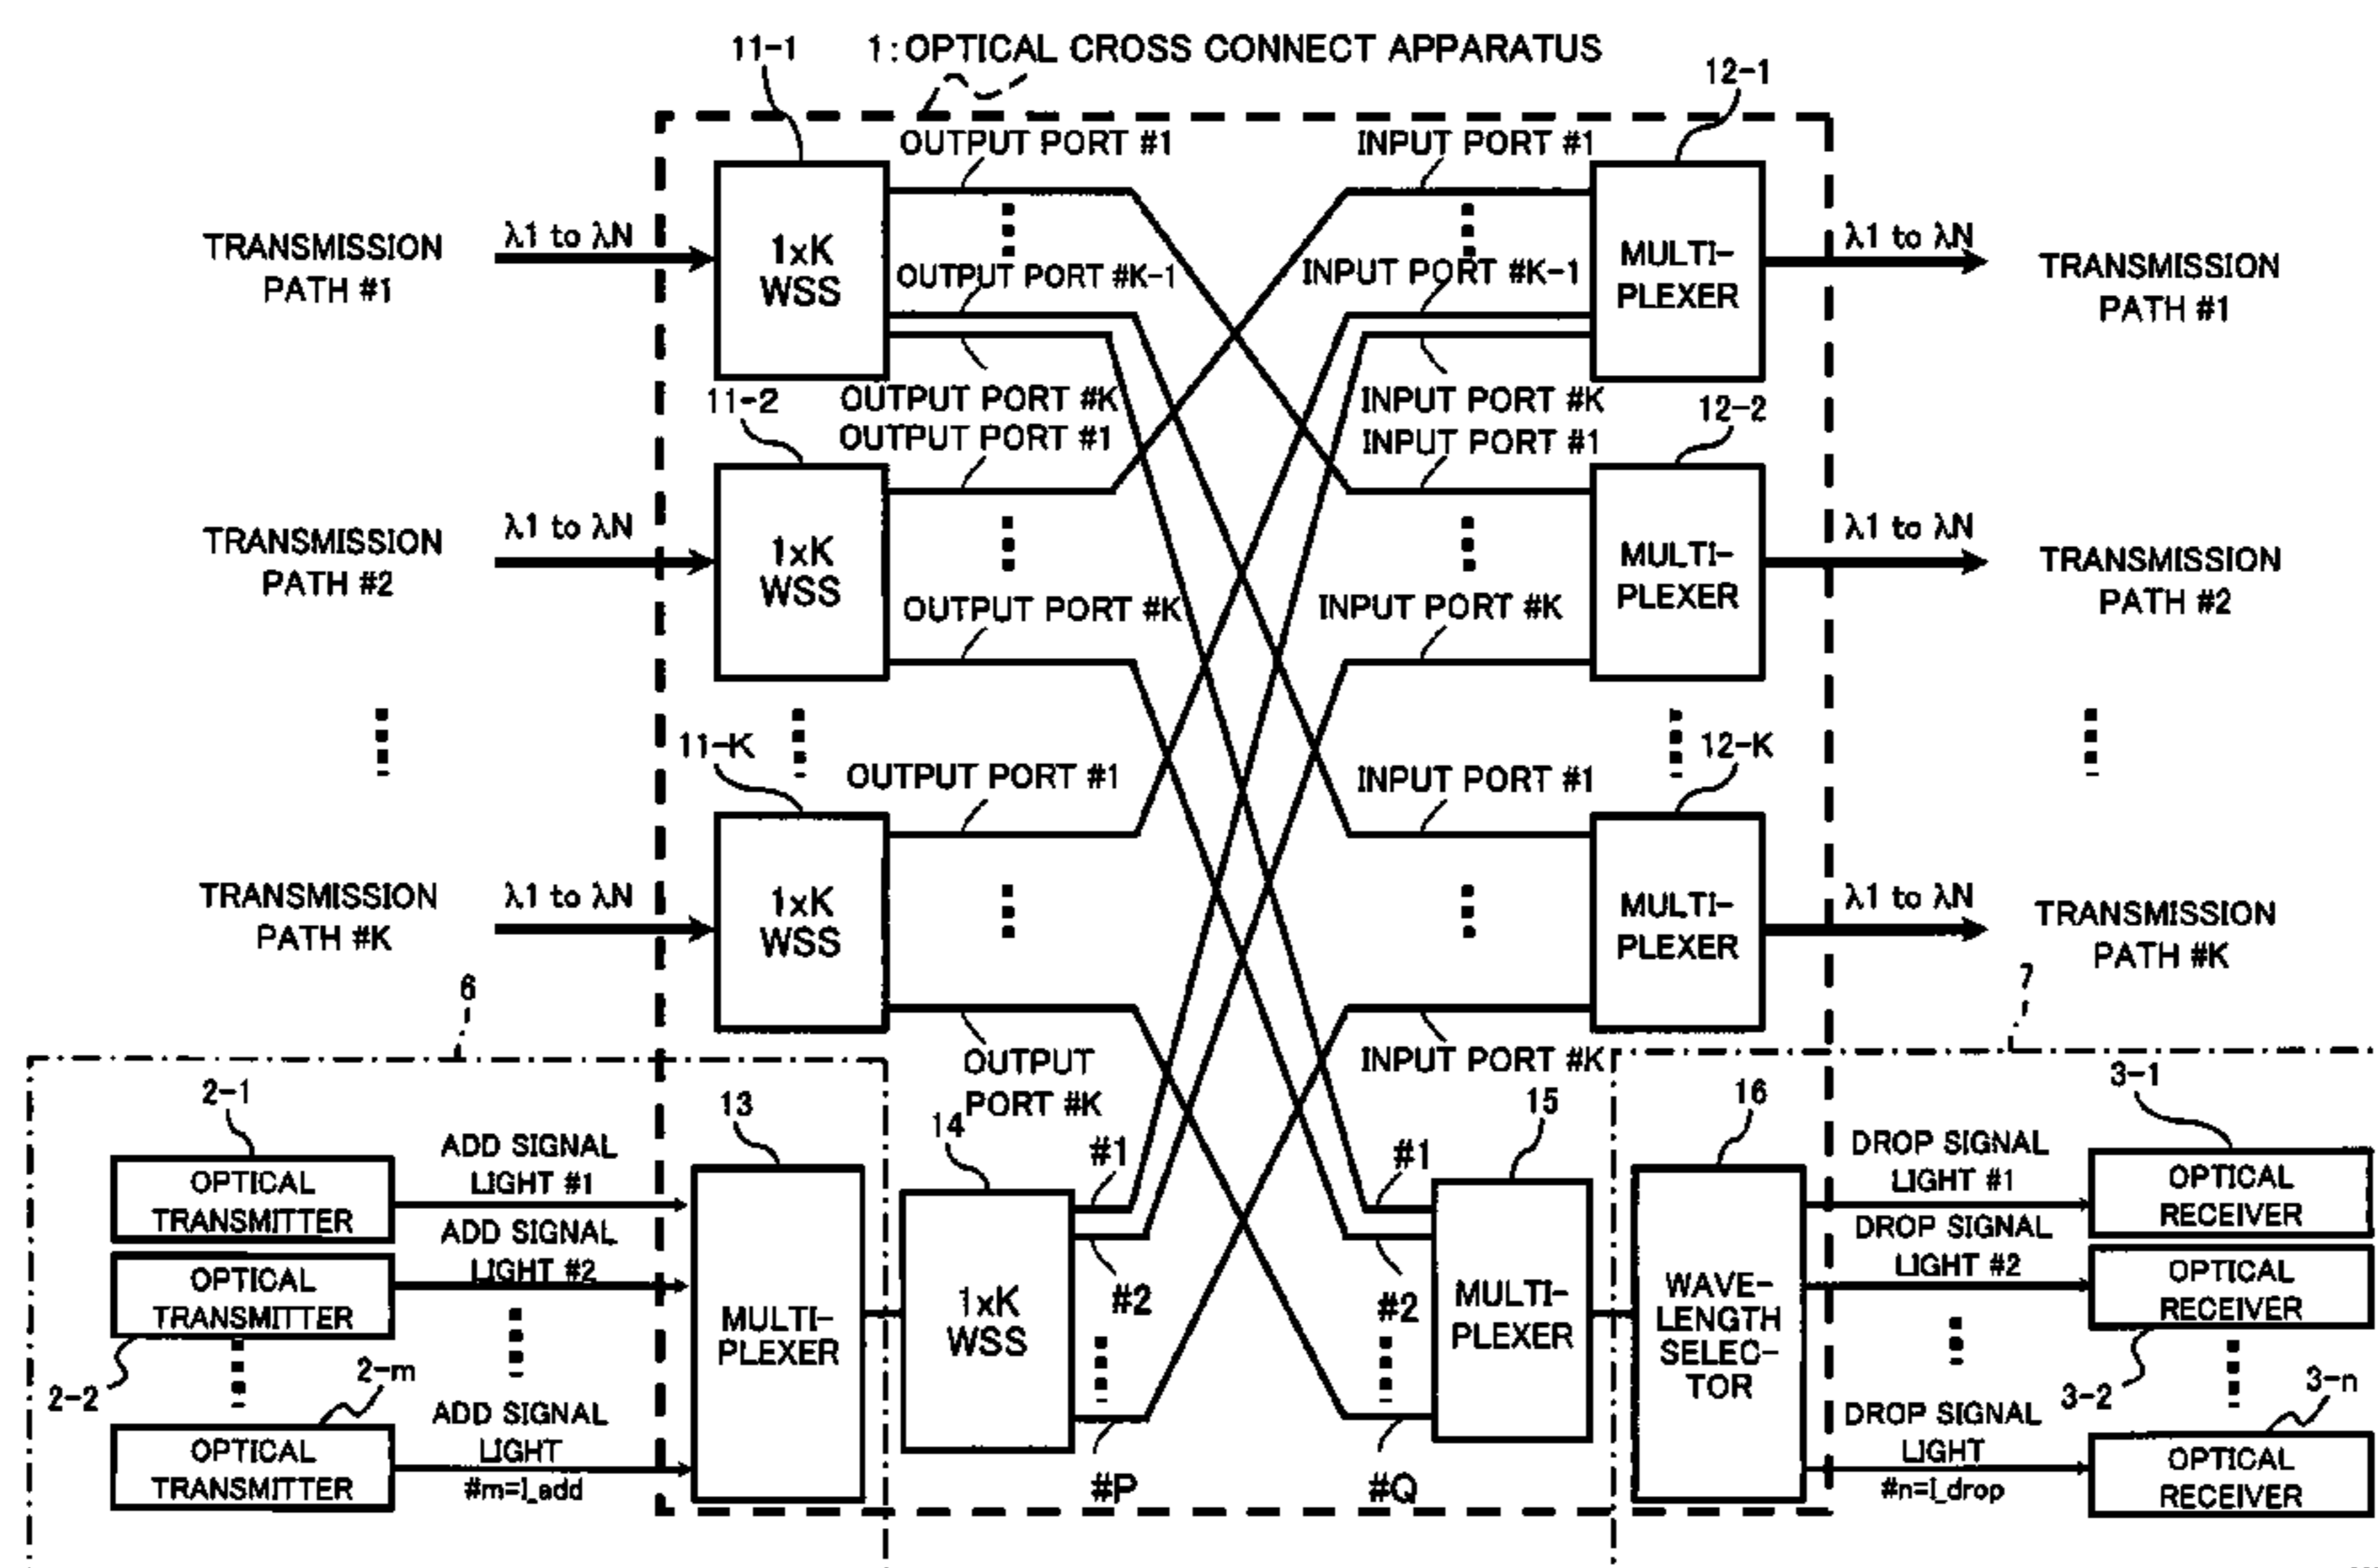 1:OPTICAL CROSS CONNECT APPARATUS
11-1
12-1
OUTPUT PORT #1
INPUT PORT #1
TRANSMISSION
PATH #1
λ1 to λN
1xK
WSS
OUTPUT PORT #K-1
INPUT PORT #K-1
MULTI-
PLEXER
λ1 to λN
TRANSMISSION
PATH #1
11-2
OUTPUT PORT #K
INPUT PORT #K
12-2
OUTPUT PORT #1
INPUT PORT #1
TRANSMISSION
PATH #2
λ1 to λN
1xK
WSS
OUTPUT PORT #K
INPUT PORT #K
MULTI-
PLEXER
λ1 to λN
TRANSMISSION
PATH #2
11-K
OUTPUT PORT #1
INPUT PORT #1
12-K
TRANSMISSION
PATH #K
λ1 to λN
1xK
WSS
MULTI-
PLEXER
λ1 to λN
TRANSMISSION
PATH #K
6
7
OUTPUT
PORT #K
INPUT PORT #K
2-1
13
14
15
16
3-1
OPTICAL
TRANSMITTER
ADD SIGNAL
LIGHT #1
#1
#1
DROP SIGNAL
LIGHT #1
OPTICAL
RECEIVER
OPTICAL
TRANSMITTER
ADD SIGNAL
LIGHT #2
MULTI-
PLEXER
1xK
WSS
#2
#2
MULTI-
PLEXER
WAVE-
LENGTH
SELEC-
TOR
DROP SIGNAL
LIGHT #2
OPTICAL
RECEIVER
2-2
2-m
3-2
3-n
OPTICAL
TRANSMITTER
ADD SIGNAL
LIGHT
#m=I_add
#P
#Q
DROP SIGNAL
LIGHT
#n=I_drop
OPTICAL
RECEIVER